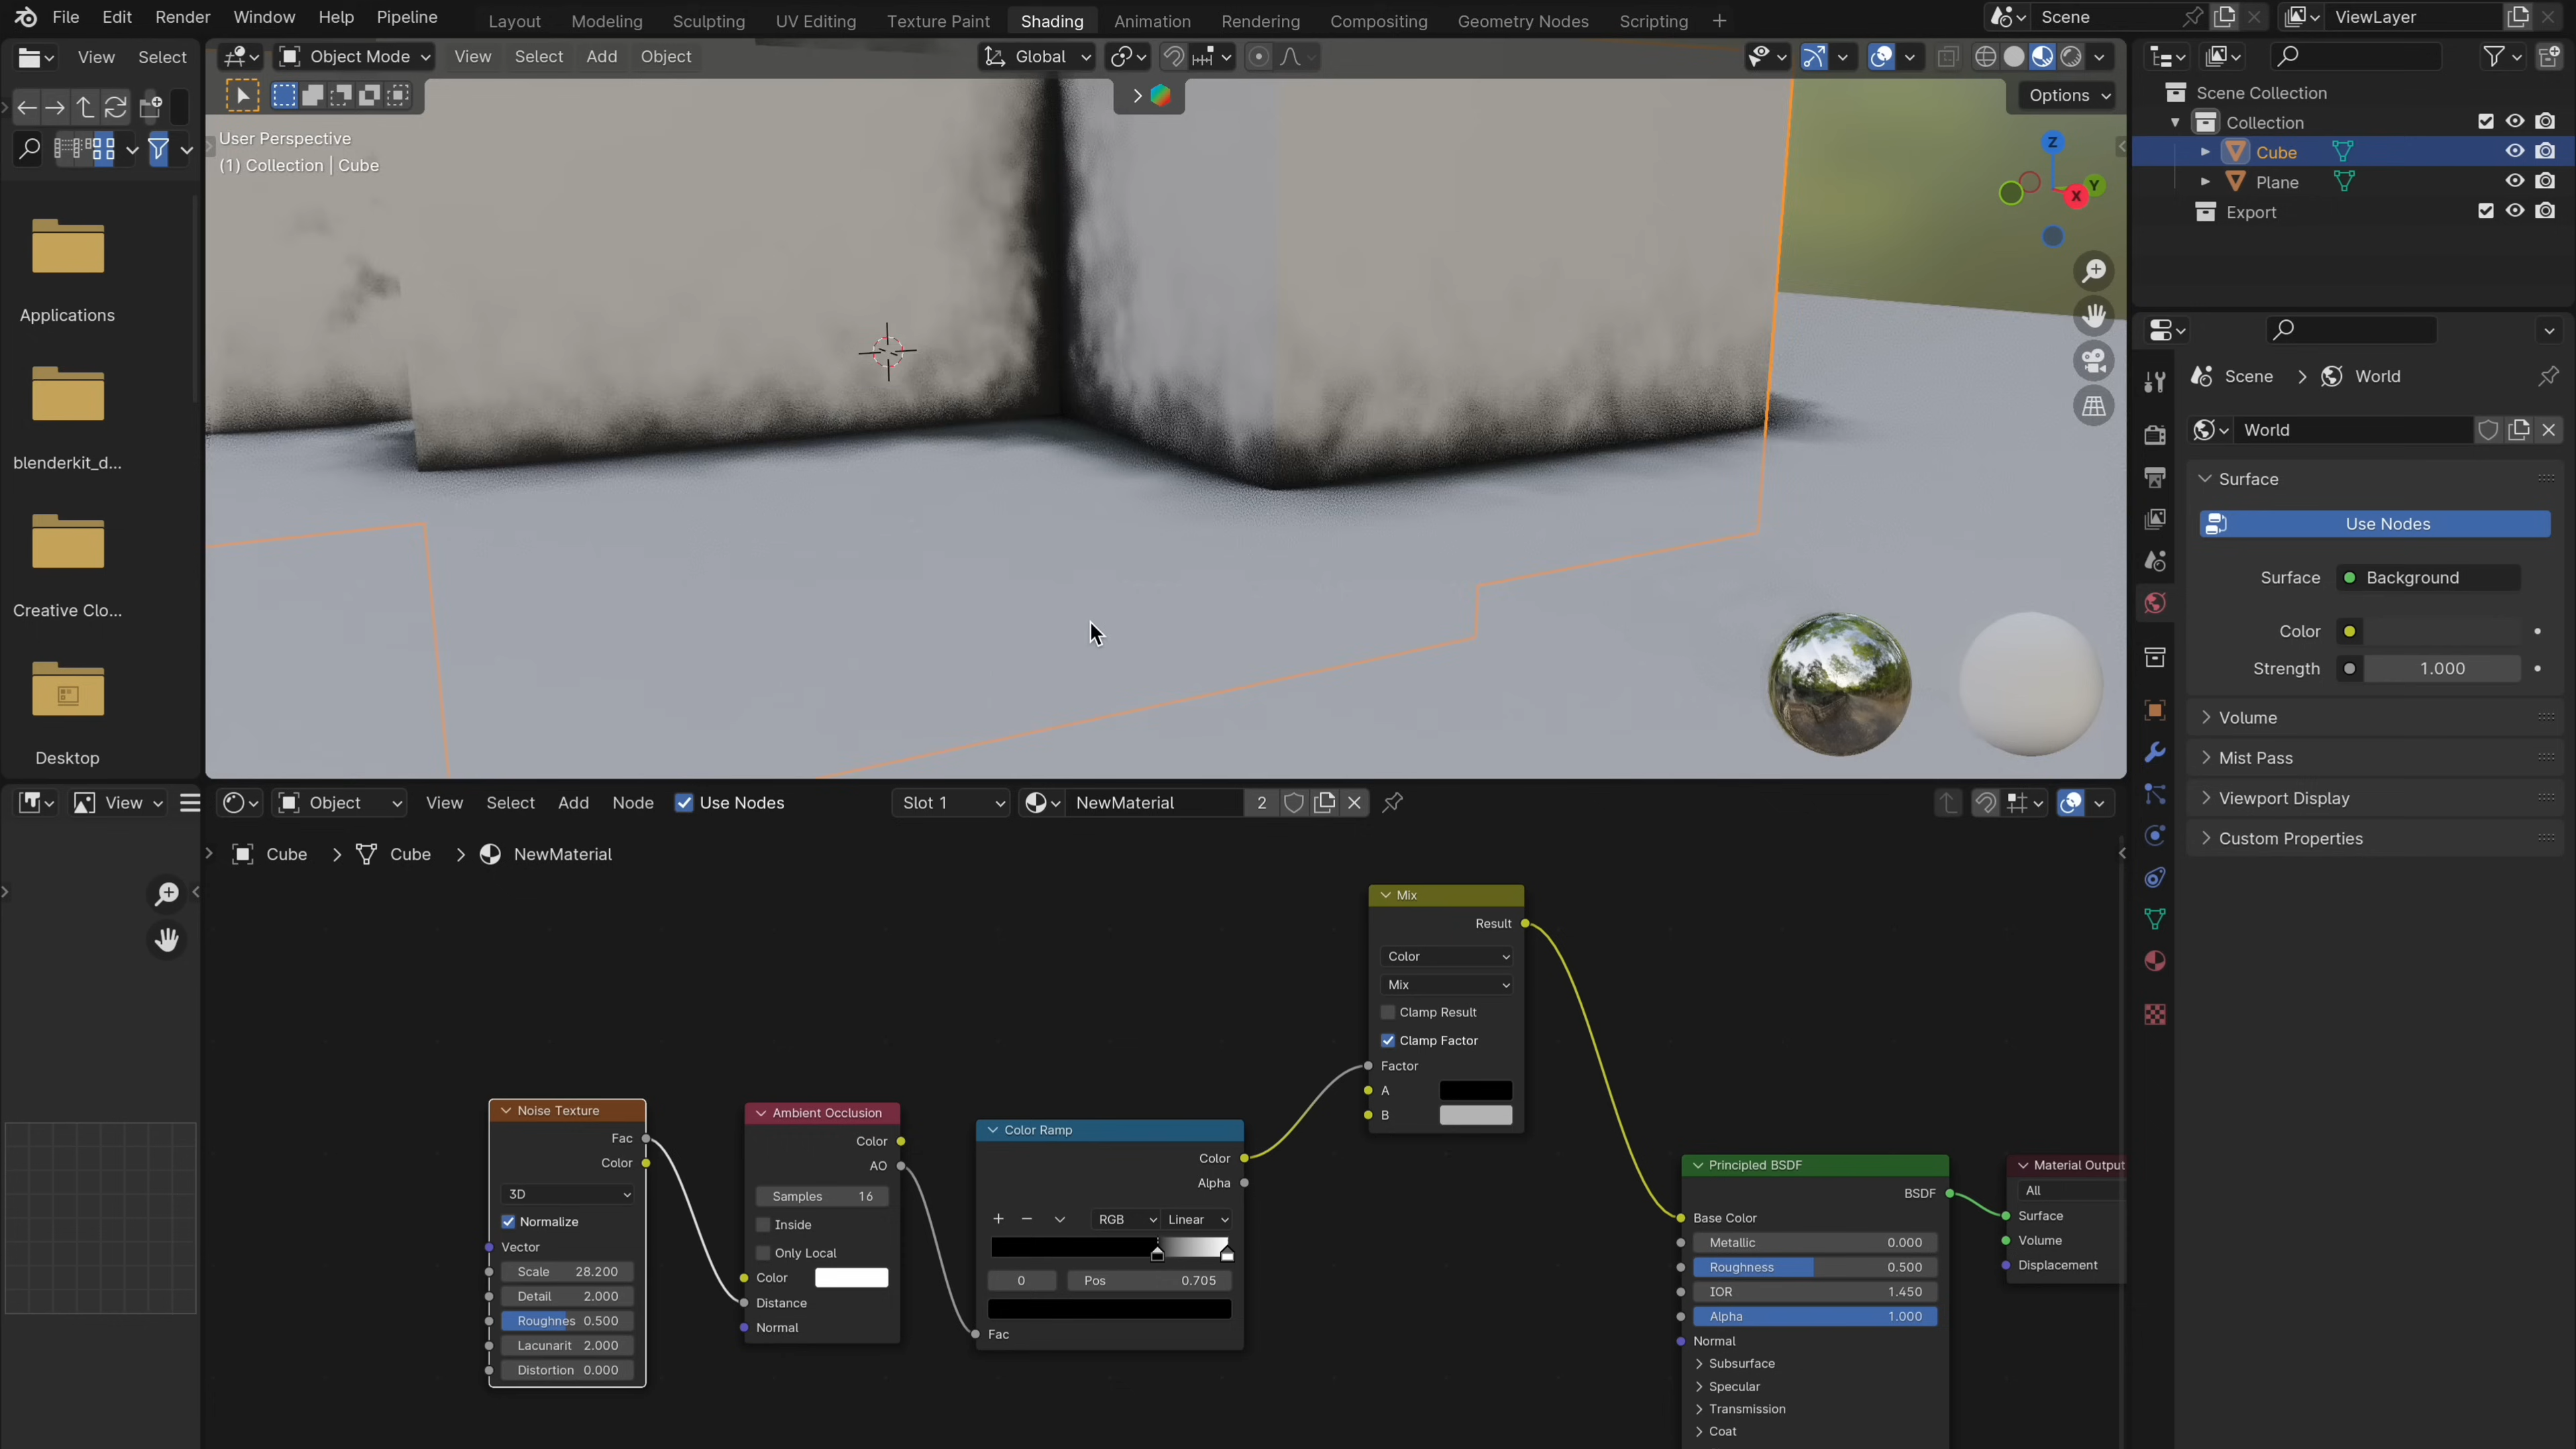 File Edit Render Window Help Pipeline
Layout Modeling Sculpting UV Editing Texture Paint Shading Animation Rendering Compositing Geometry Nodes Scripting
Scene
ViewLayer
View Select
Object Mode View Select Add Object
Global
Options
User Perspective
(1) Collection | Cube
Z
Y
X
Applications
blenderkit_d...
Creative Clo...
Desktop
Scene Collection
Collection
Cube
Plane
Export
Scene > World
World
Surface
Use Nodes
Surface Background
Color
Strength 1.000
Volume
Mist Pass
Viewport Display
Custom Properties
View
Object View Select Add Node Use Nodes
Slot 1
NewMaterial 2
Cube > Cube > NewMaterial
Mix
Result
Color
Mix
Clamp Result
Clamp Factor
Factor
A
B
Noise Texture
Fac
Color
3D
Normalize
Vector
Scale 28.200
Detail 2.000
Roughnes 0.500
Lacunarit 2.000
Distortion 0.000
Ambient Occlusion
Color
AO
Samples 16
Inside
Only Local
Color
Distance
Normal
Color Ramp
Color
Alpha
RGB Linear
0 Pos 0.705
Fac
Principled BSDF
BSDF
Base Color
Metallic 0.000
Roughness 0.500
IOR 1.450
Alpha 1.000
Normal
Subsurface
Specular
Transmission
Coat
Material Output
All
Surface
Volume
Displacement